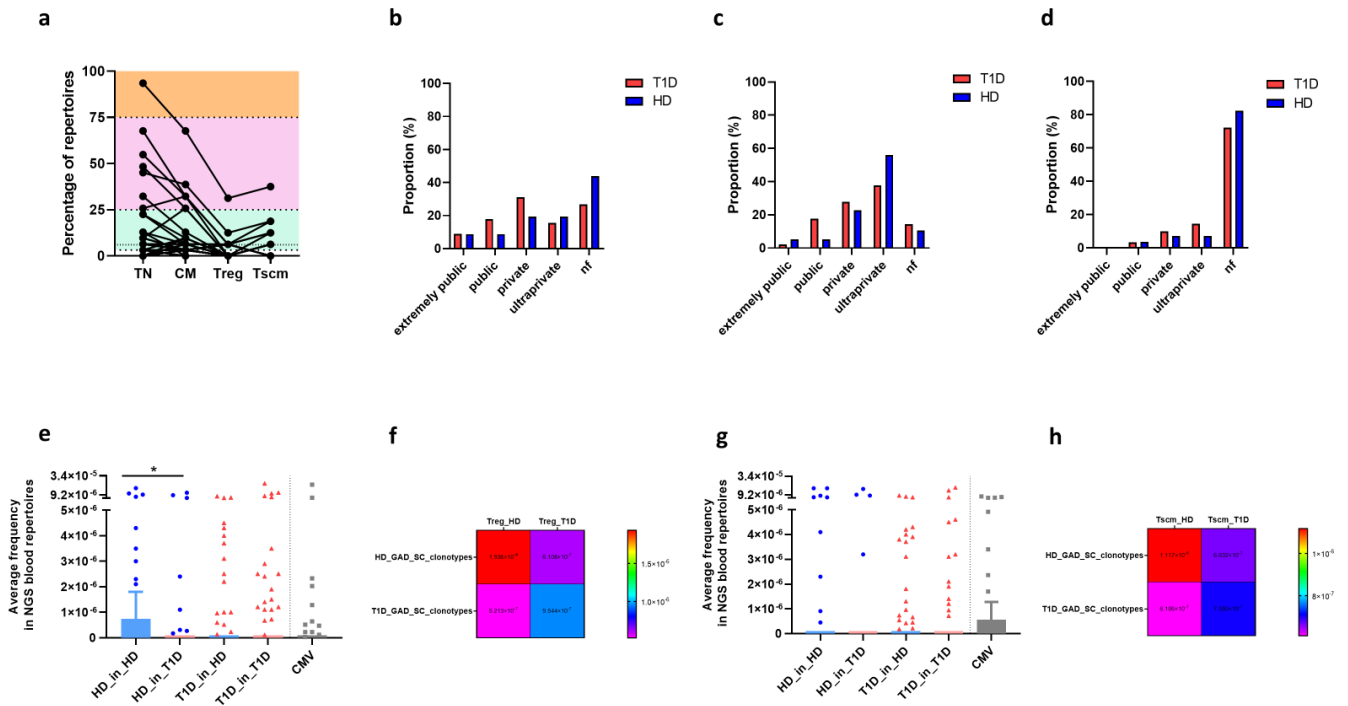 a
Percentage of repertoires
100
75
50
25
0
TN CM Treg Tscm
b
Proportion (%)
100
80
60
40
20
0
extremely public
public
private
ultraprivate
nf
T1D
HD
c
Proportion (%)
100
80
60
40
20
0
extremely public
public
private
ultraprivate
nf
T1D
HD
d
Proportion (%)
100
80
60
40
20
0
extremely public
public
private
ultraprivate
nf
T1D
HD
e
Average frequency
in NGS blood repertoires
3.4×10⁻⁵
9.2×10⁻⁶
5×10⁻⁶
4×10⁻⁶
3×10⁻⁶
2×10⁻⁶
1×10⁻⁶
0
*
HD_in_HD
HD_in_T1D
T1D_in_HD
T1D_in_T1D
CMV
f
Treg_HD Treg_T1D
HD_GAD_SC_clonotypes
T1D_GAD_SC_clonotypes
1.5×10⁻⁶
1.0×10⁻⁶
g
Average frequency
in NGS blood repertoires
3.4×10⁻⁵
9.2×10⁻⁶
5×10⁻⁶
4×10⁻⁶
3×10⁻⁶
2×10⁻⁶
1×10⁻⁶
0
HD_in_HD
HD_in_T1D
T1D_in_HD
T1D_in_T1D
CMV
h
Tscm_HD Tscm_T1D
HD_GAD_SC_clonotypes
T1D_GAD_SC_clonotypes
1×10⁻⁶
8×10⁻⁷